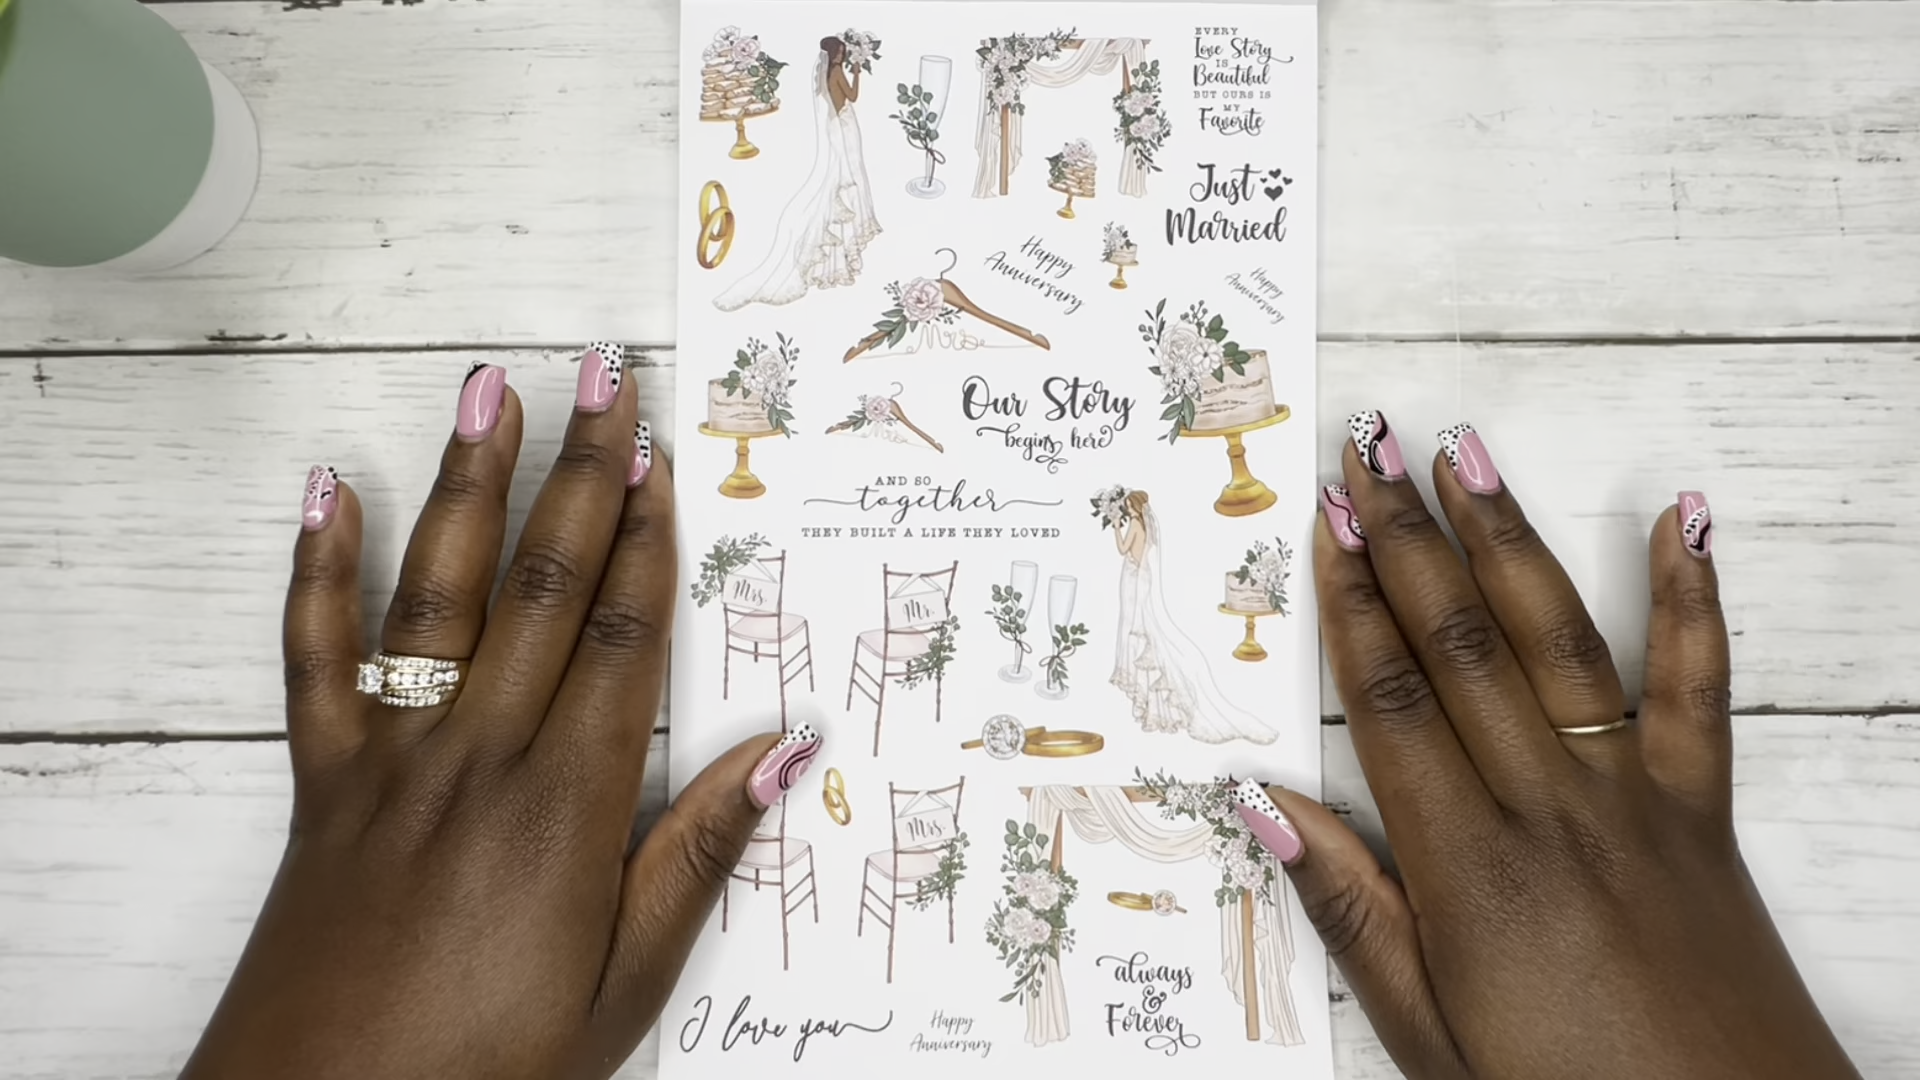 EVERY
Love Story
IS
Beautiful
BUT OURS IS
MY
Favorite
Just
Married
Happy
Anniversary
Happy
Anniversary
Mrs
Our Story
begins here
AND SO
together
THEY BUILT A LIFE THEY LOVED
Mrs.
Mr.
Mrs.
always
&
Forever
I love you
Happy
Anniversary